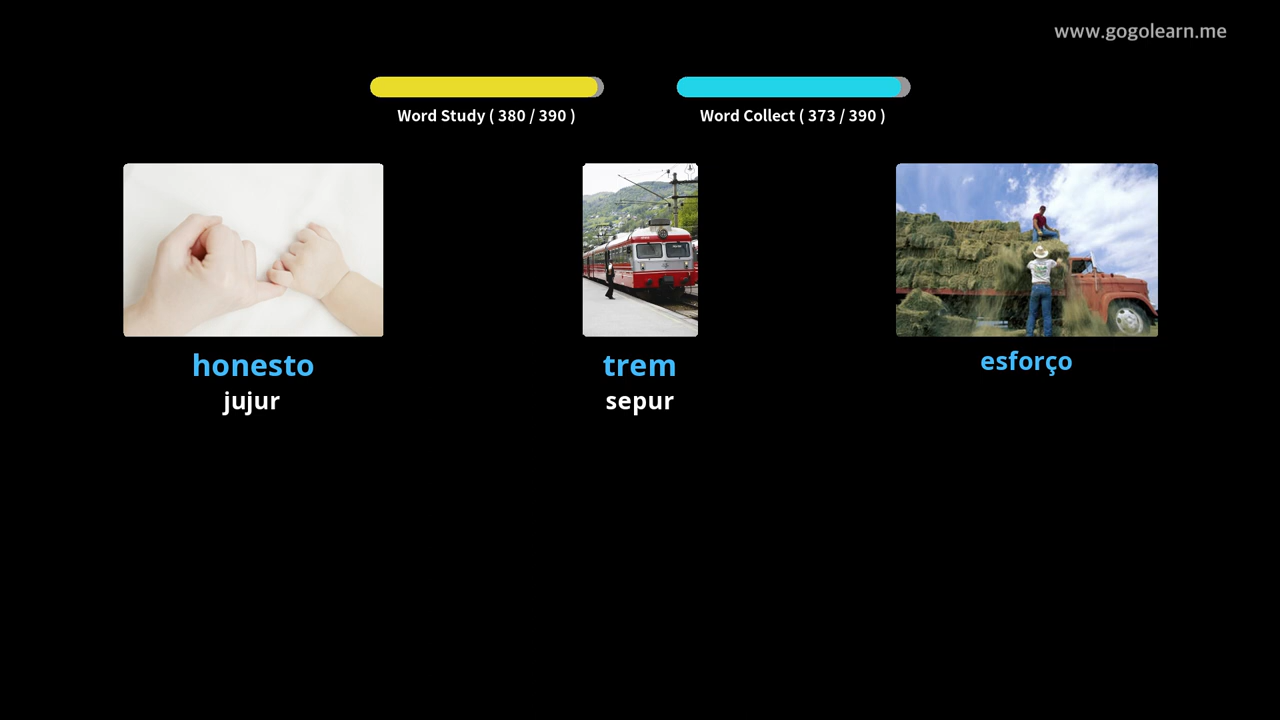 www.gogolearn.me
Word Study ( 380 / 390 )
Word Collect ( 373 / 390 )
honesto
jujur
trem
sepur
esforço